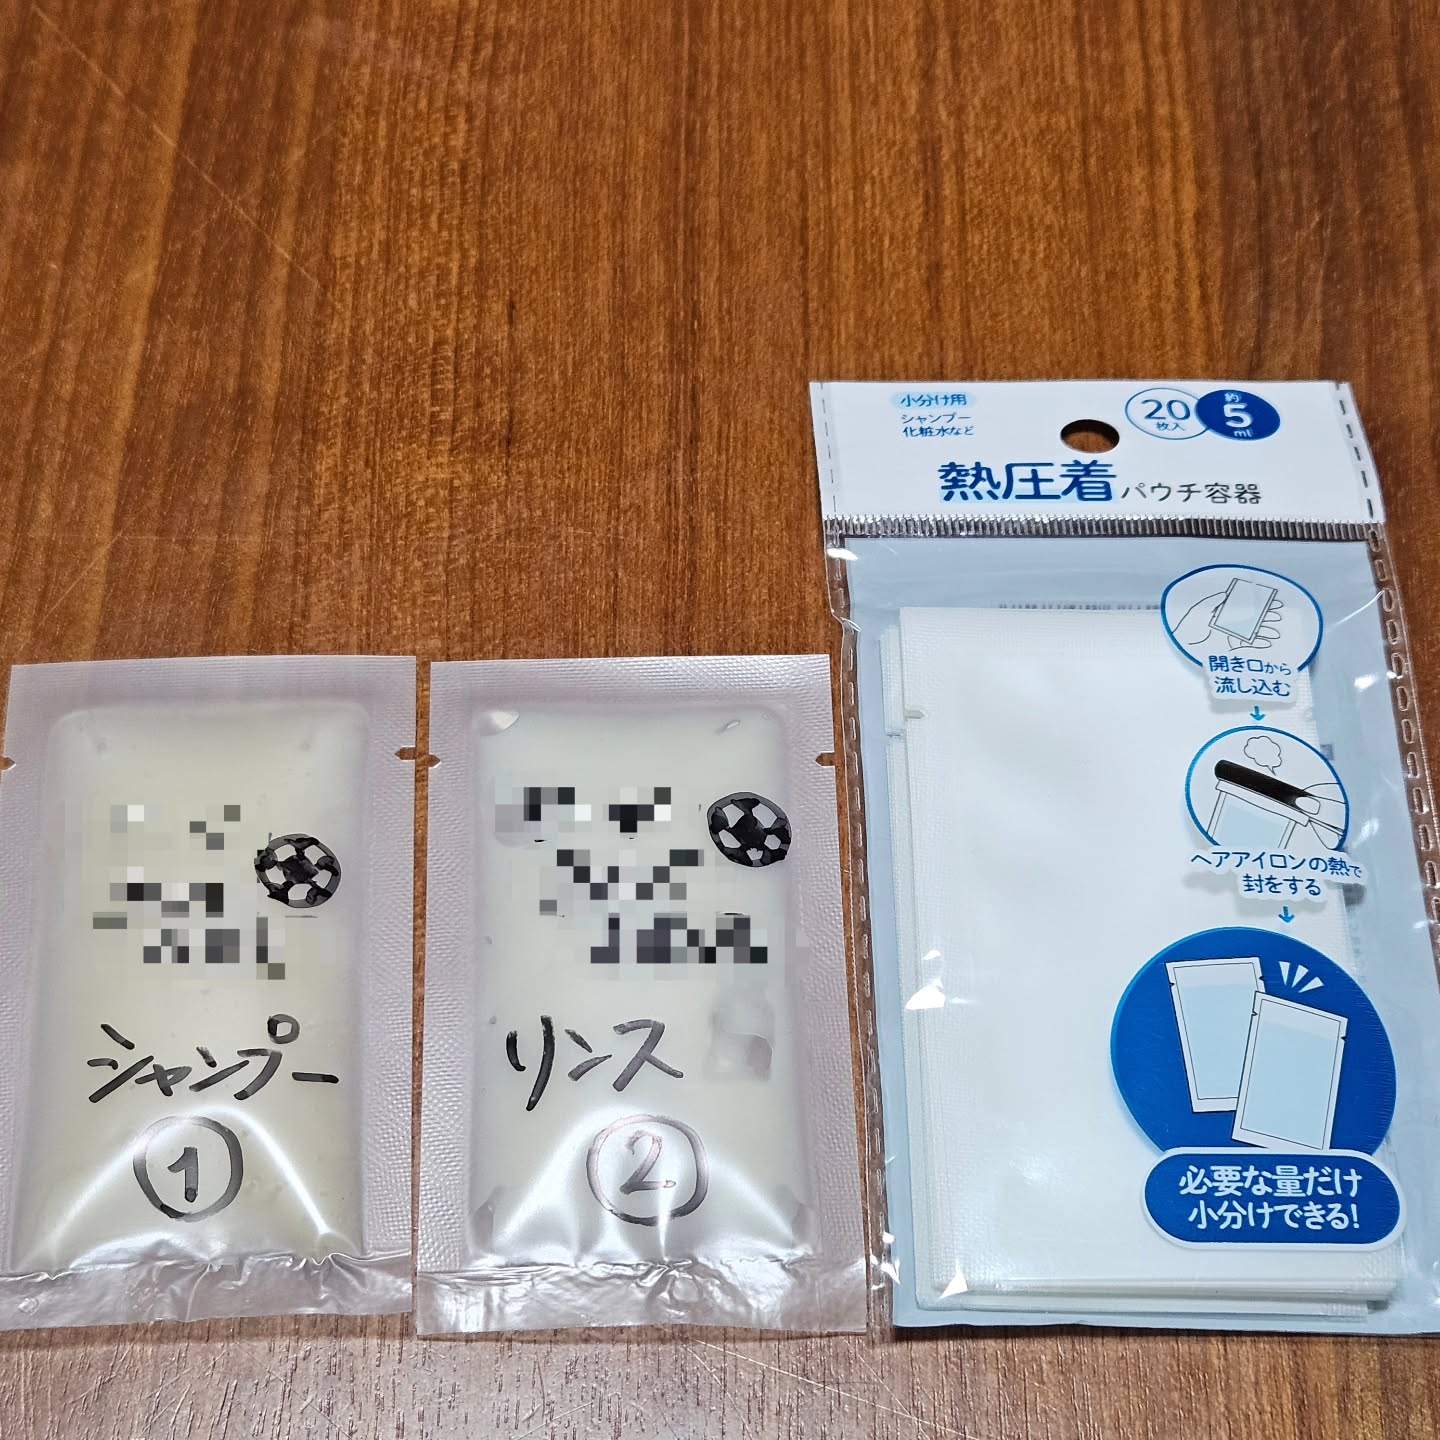 シャンプー
①
リンス
②
小分け用
シャンプー
化粧水など
20
枚入
約
5
ml
熱圧着パウチ容器
開き口から
流し込む
ヘアアイロンの熱で
封をする
必要な量だけ
小分けできる!